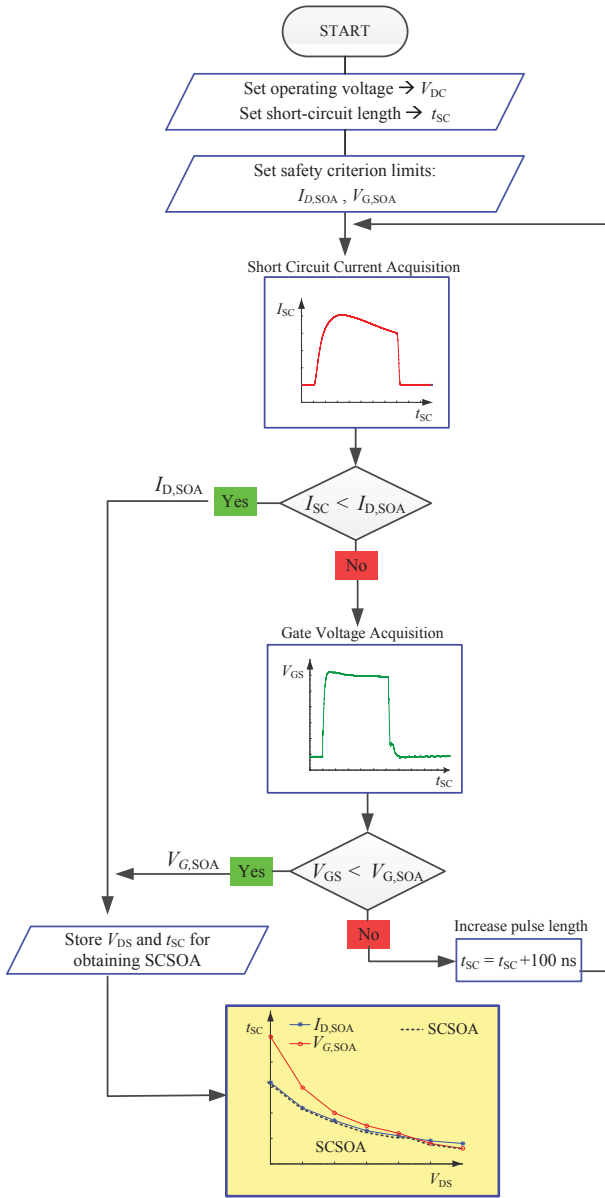 START
Set operating voltage → V_DC
Set short-circuit length → t_SC
Set safety criterion limits:
I_D,SOA , V_G,SOA
Short Circuit Current Acquisition
I_SC
t_SC
I_D,SOA
Yes
I_SC < I_D,SOA
No
Gate Voltage Acquisition
V_GS
t_SC
V_G,SOA
Yes
V_GS < V_G,SOA
No
Increase pulse length
t_SC = t_SC +100 ns
Store V_DS and t_SC for
obtaining SCSOA
t_SC
I_D,SOA
V_G,SOA
SCSOA
SCSOA
V_DS